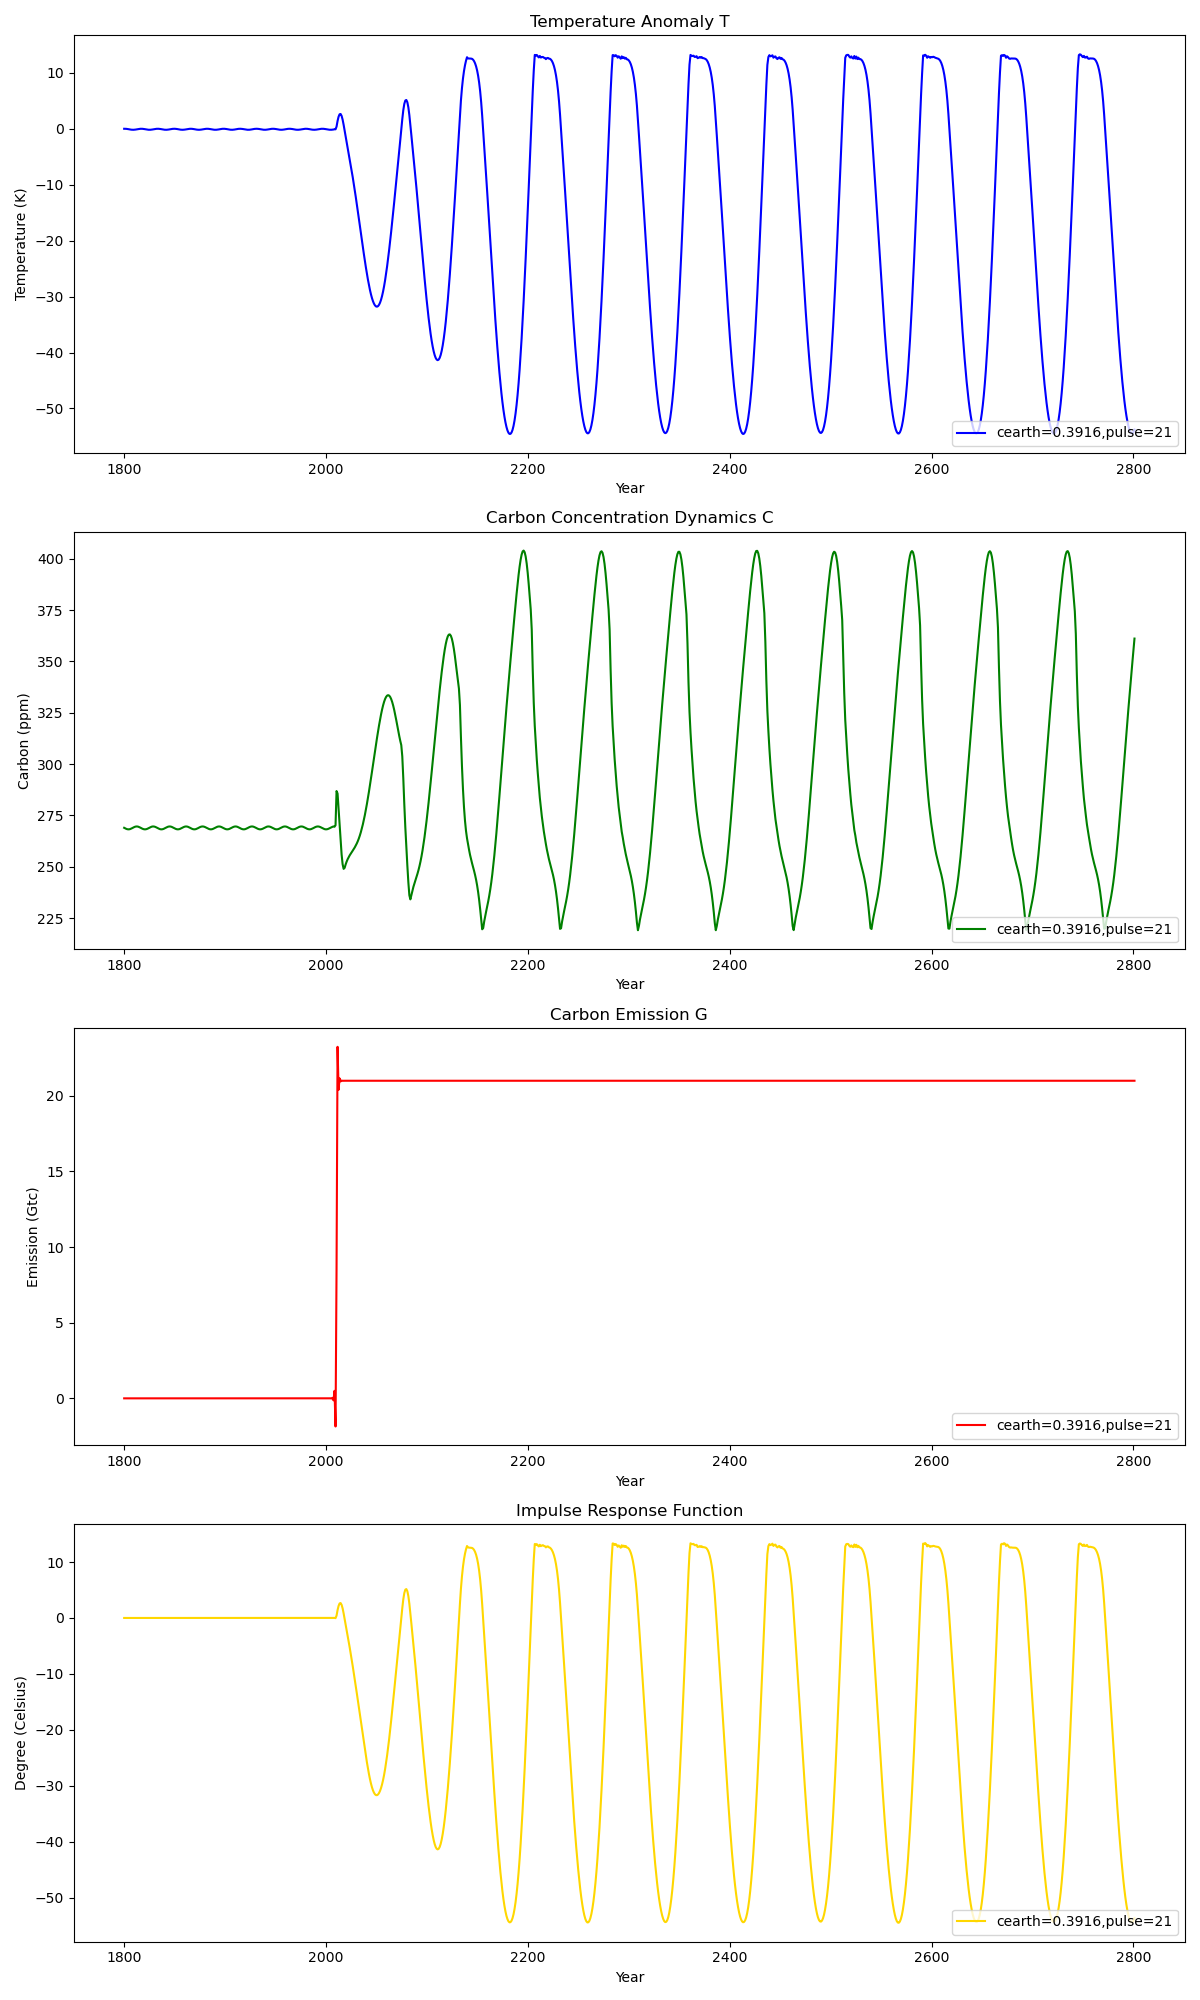 Temperature Anomaly T
10
0
−10
−20
−30
−40
−50
Temperature (K)
cearth=0.3916,pulse=21
1800 2000 2200 2400 2600 2800
Year
Carbon Concentration Dynamics C
400
375
350
325
300
275
250
225
Carbon (ppm)
cearth=0.3916,pulse=21
1800 2000 2200 2400 2600 2800
Year
Carbon Emission G
20
15
10
5
0
Emission (Gtc)
cearth=0.3916,pulse=21
1800 2000 2200 2400 2600 2800
Year
Impulse Response Function
10
0
−10
−20
−30
−40
−50
Degree (Celsius)
cearth=0.3916,pulse=21
1800 2000 2200 2400 2600 2800
Year